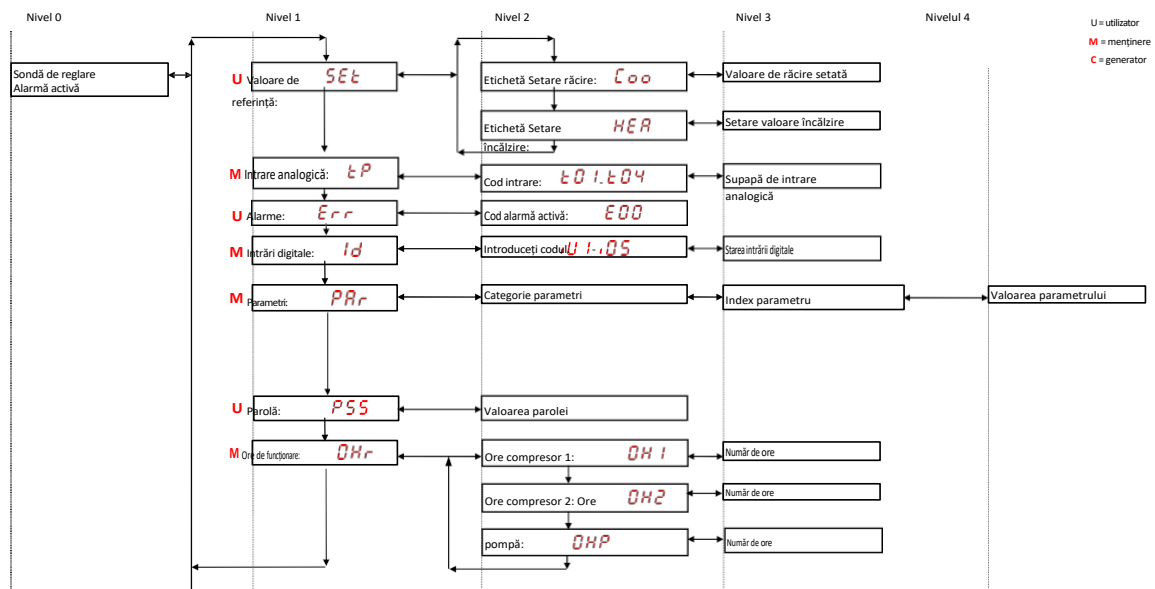 Nivel 0
Nivel 1
Nivel 2
Nivel 3
Nivelul 4
U = utilizator
M = menținere
C = generator
Sondă de reglare
Alarmă activă
U Valoare de
referință:
SEt
Etichetă Setare răcire: Coo
Valoare de răcire setată
Etichetă Setare
încălzire:
HEA
Setare valoare încălzire
M Intrare analogică: tP
Cod intrare: t01..t04
Supapă de intrare
analogică
U Alarme: Err
Cod alarmă activă: E00
M Intrări digitale: Id
Introduceți codul
Starea intrării digitale
M Parametri: PAr
Categorie parametri
Index parametru
Valoarea parametrului
U Parolă: PSS
Valoarea parolei
M Ore de funcționare: OHr
Ore compresor 1: OH1
Număr de ore
Ore compresor 2: Ore OH2
Număr de ore
pompă: OHP
Număr de ore